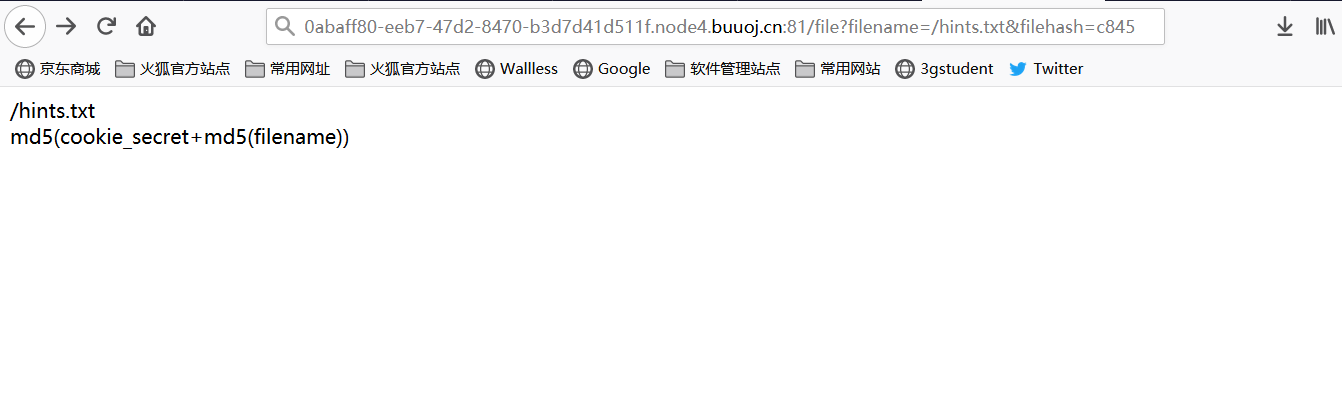 0abaff80-eeb7-47d2-8470-b3d7d41d511f.node4.buuoj.cn:81/file?filename=/hints.txt&filehash=c845
京东商城 火狐官方站点 常用网址 火狐官方站点 Wallless Google 软件管理站点 常用网站 3gstudent Twitter
/hints.txt
md5(cookie_secret+md5(filename))